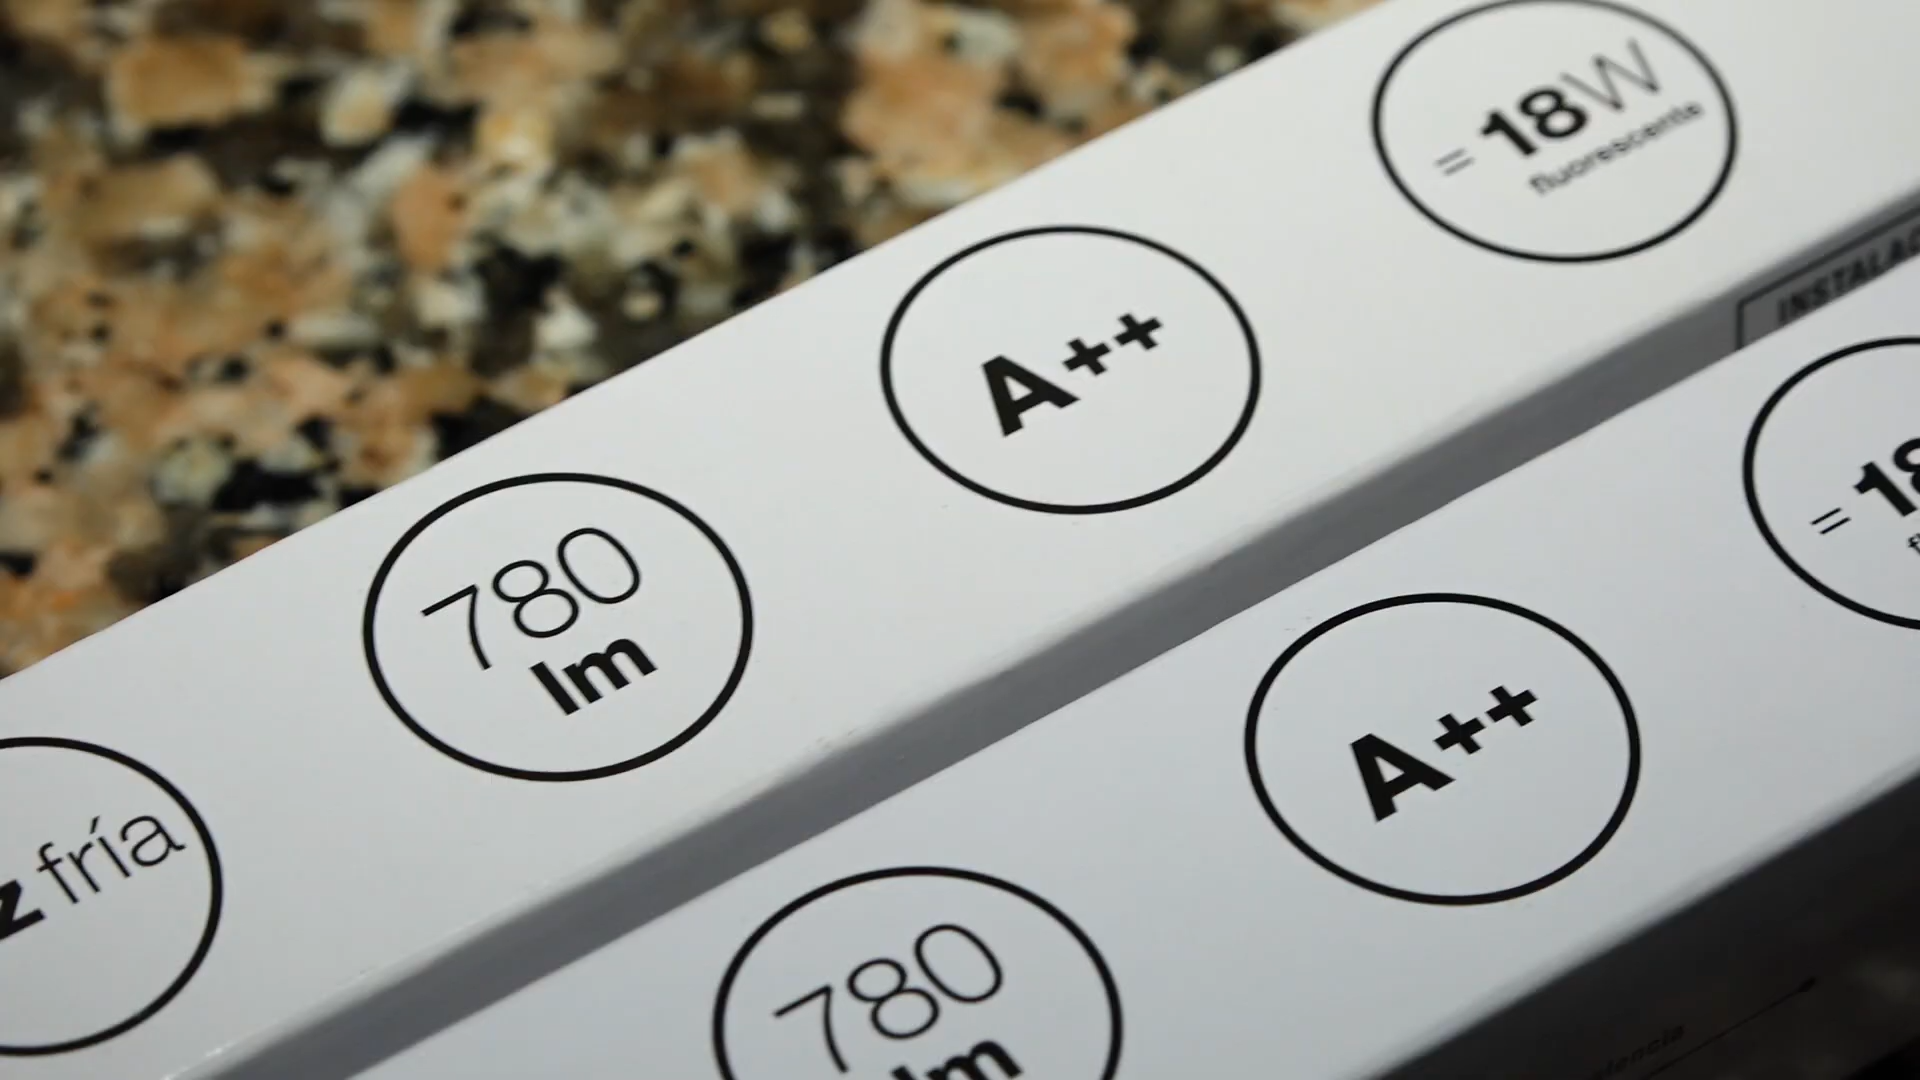 = 18W
fluorescente
A++
780
lm
fría
INSTALAC
= 18
A++
780
lm